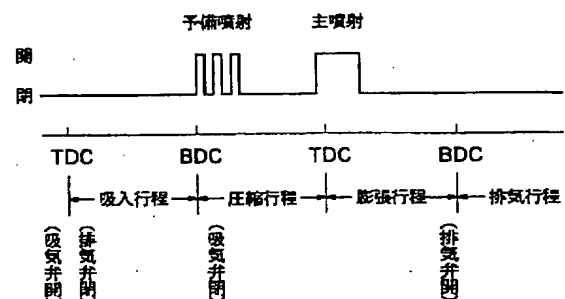 予備噴射 主噴射
開
閉
TDC BDC TDC BDC
吸入行程 圧縮行程 膨張行程 排気行程
(吸気弁開)
(排気弁閉)
(吸気弁閉)
(排気弁開)